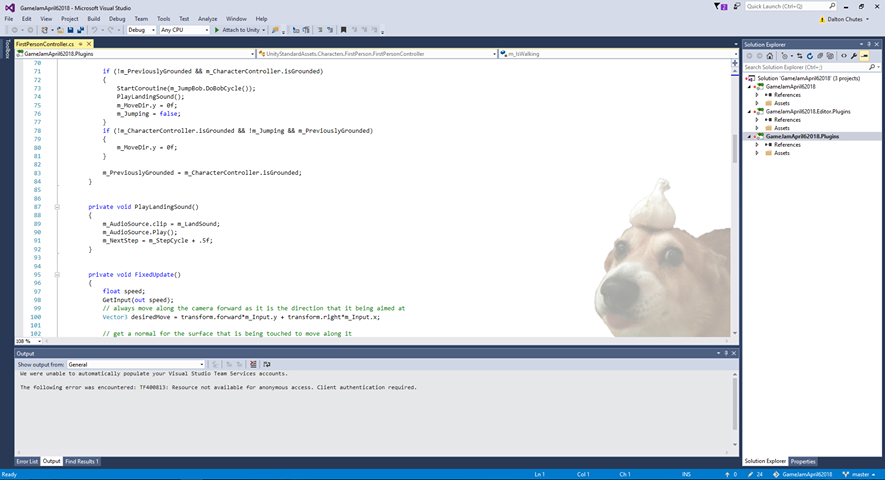 GameJamApril62018 - Microsoft Visual Studio
Quick Launch (Ctrl+Q)
File Edit View Project Build Debug Team Tools Test Analyze Window Help
Dalton Chutes
Debug Any CPU Attach to Unity
Toolbox
FirstPersonController.cs
GameJamApril62018.Plugins UnityStandardAssets.Characters.FirstPerson.FirstPersonController m_IsWalking
70
71 if (!m_PreviouslyGrounded && m_CharacterController.isGrounded)
72 {
73 StartCoroutine(m_JumpBob.DoBobCycle());
74 PlayLandingSound();
75 m_MoveDir.y = 0f;
76 m_Jumping = false;
77 }
78 if (!m_CharacterController.isGrounded && !m_Jumping && m_PreviouslyGrounded)
79 {
80 m_MoveDir.y = 0f;
81 }
82
83 m_PreviouslyGrounded = m_CharacterController.isGrounded;
84 }
85
86
87 private void PlayLandingSound()
88 {
89 m_AudioSource.clip = m_LandSound;
90 m_AudioSource.Play();
91 m_NextStep = m_StepCycle + .5f;
92 }
93
94
95 private void FixedUpdate()
96 {
97 float speed;
98 GetInput(out speed);
99 // always move along the camera forward as it is the direction that it being aimed at
100 Vector3 desiredMove = transform.forward*m_Input.y + transform.right*m_Input.x;
101
102 // get a normal for the surface that is being touched to move along it
108 %
Output
Show output from: General
We were unable to automatically populate your Visual Studio Team Services accounts.
The following error was encountered: TF400813: Resource not available for anonymous access. Client authentication required.
Error List Output Find Results 1
Solution Explorer
Search Solution Explorer (Ctrl+;)
Solution 'GameJamApril62018' (3 projects)
GameJamApril62018
References
Assets
GameJamApril62018.Editor.Plugins
References
Assets
GameJamApril62018.Plugins
References
Assets
Solution Explorer Properties
Ready Ln 1 Col 1 Ch 1 INS 0 24 GameJamApril62018 master